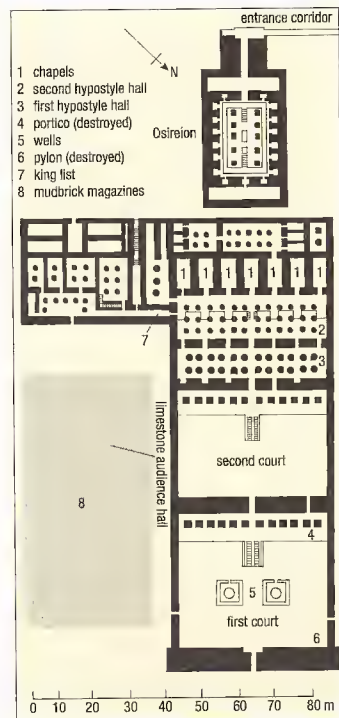 entrance corridor
N
1 chapels
2 second hypostyle hall
3 first hypostyle hall
4 portico (destroyed)
5 wells
6 pylon (destroyed)
7 king list
8 mudbrick magazines
Osireion
1 1 1 1 1 1 1
2
7
3
limestone audience hall
second court
8
4
5
first court
6
0 10 20 30 40 50 60 70 80 m